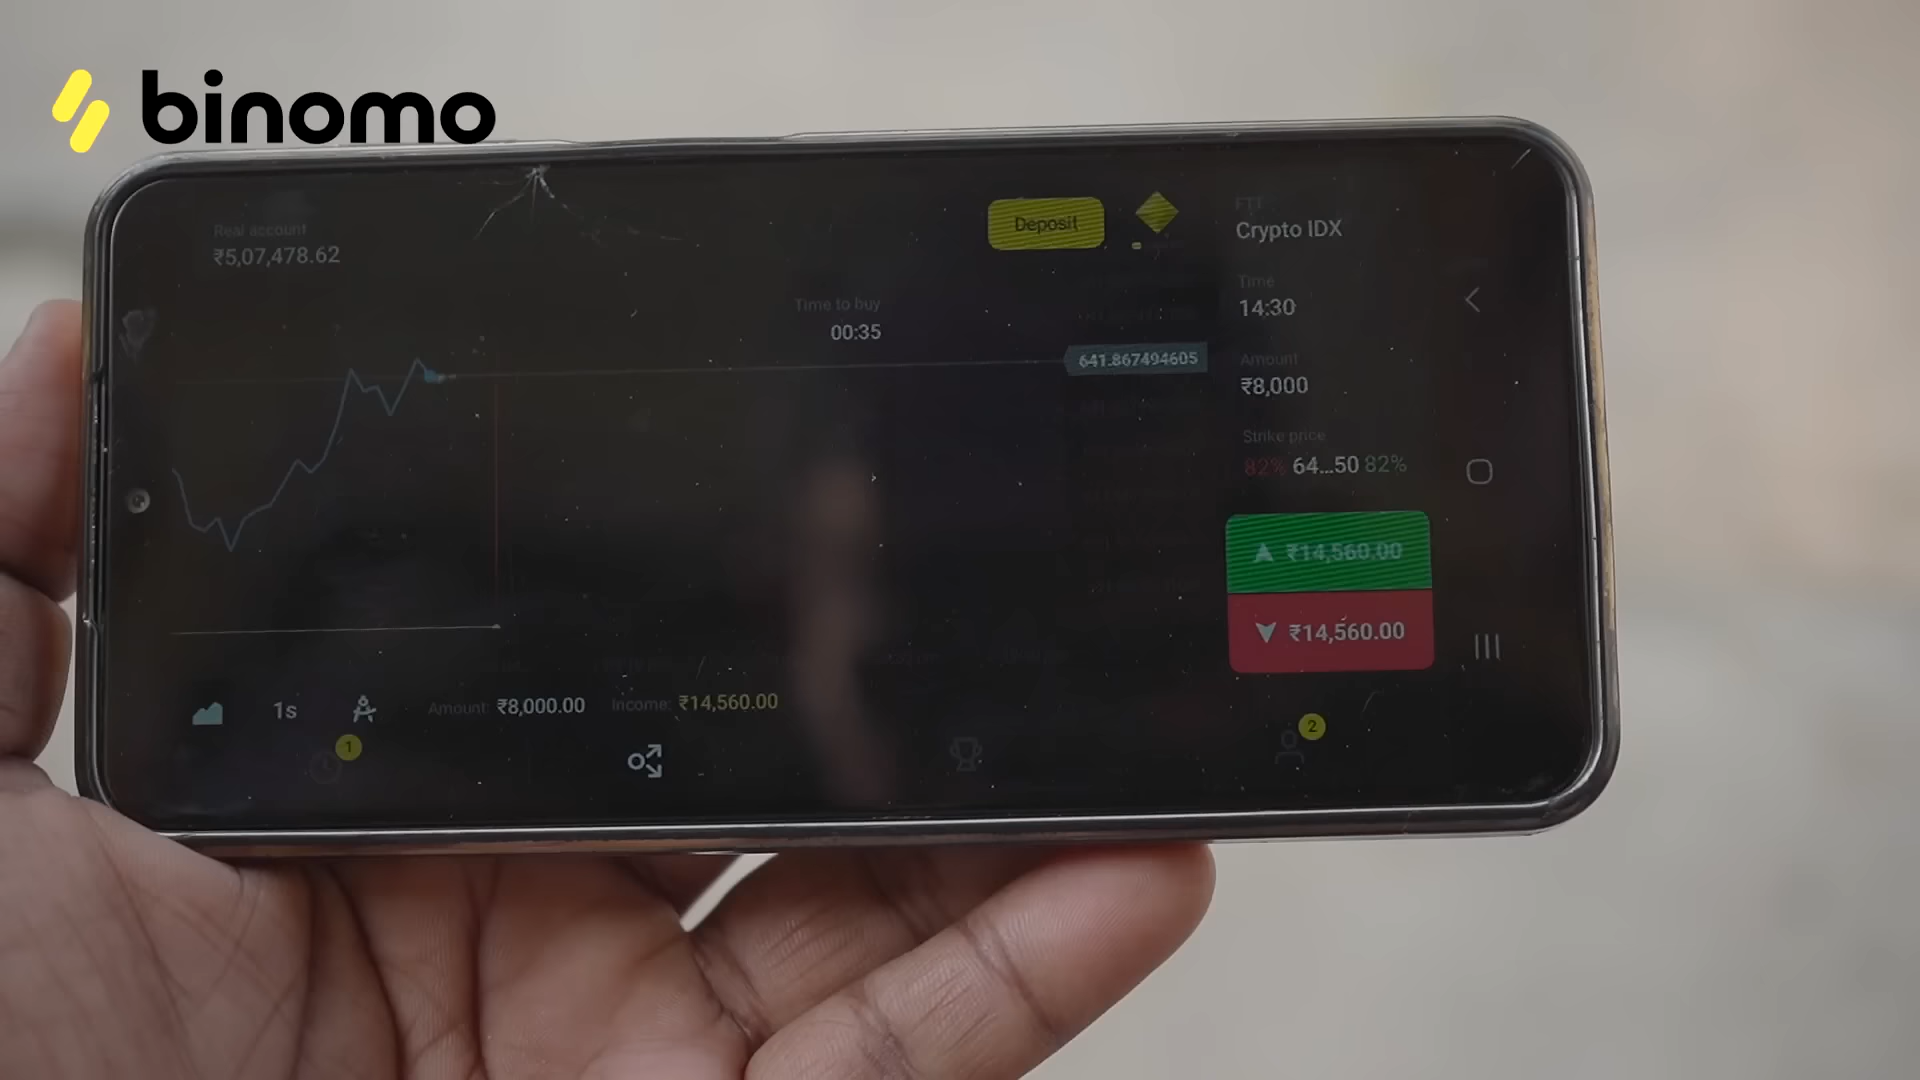 binomo
Real account
₹5,07,478.62
Deposit
FTT
Crypto IDX
Time
14:30
Time to buy
00:35
641.867494605
Amount
₹8,000
Strike price
82% 64...50 82%
₹14,560.00
₹14,560.00
1s
Amount: ₹8,000.00 Income: ₹14,560.00
1
2